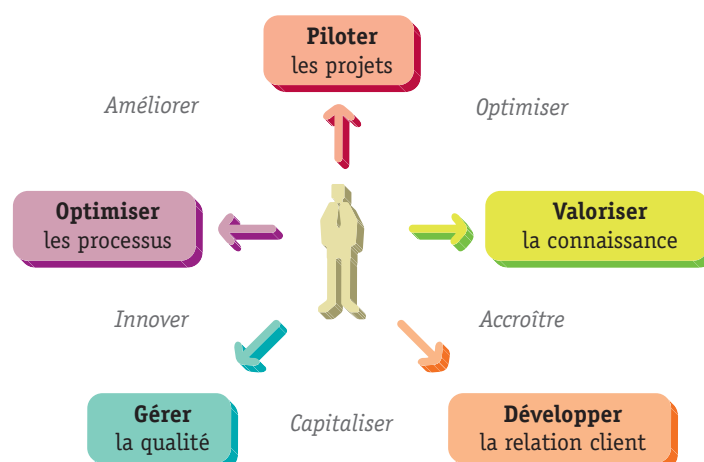 Piloter
les projets
Améliorer
Optimiser
Optimiser
les processus
Valoriser
la connaissance
Innover
Accroître
Gérer
la qualité
Capitaliser
Développer
la relation client